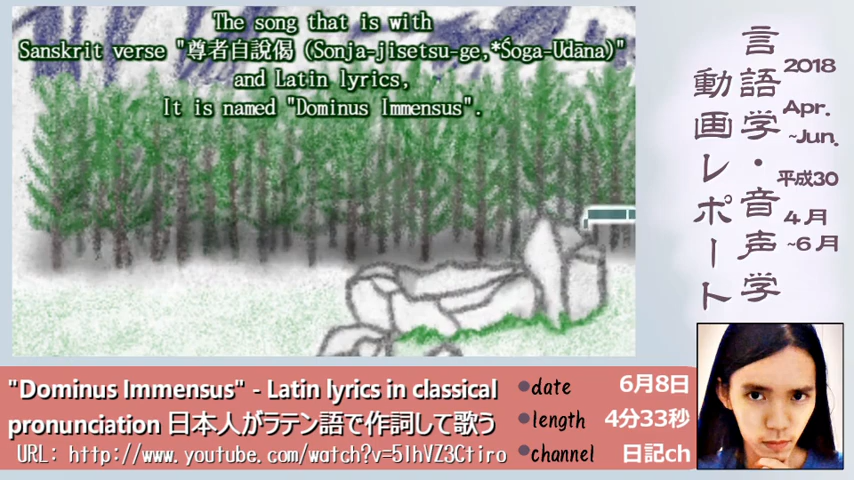 The song that is with
Sanskrit verse "尊者自說偈 (Sonja-jisetsu-ge,*Śoga-Udāna)"
and Latin lyrics,
It is named "Dominus Immensus".
言語学・音声学
動画レポート
2018
Apr.
~Jun.
平成30
4月
~6月
"Dominus Immensus" - Latin lyrics in classical
pronunciation 日本人がラテン語で作詞して歌う
URL: http://www.youtube.com/watch?v=5IhVZ3Ctiro
date 6月8日
length 4分33秒
channel 日記ch